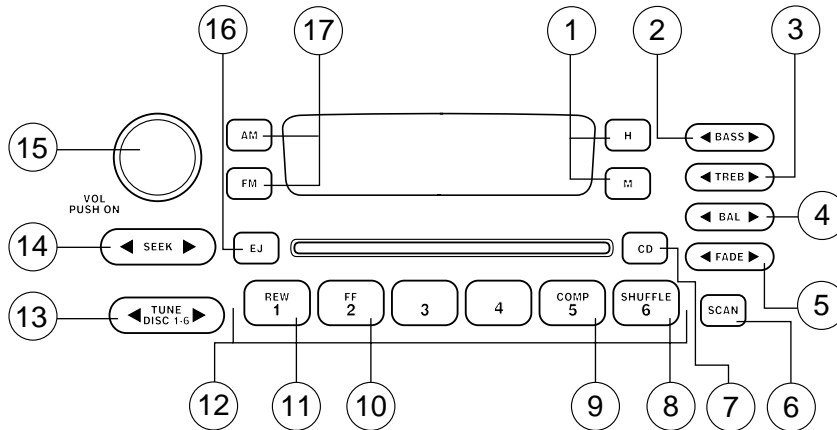 16
17
1
2
3
AM
H
◄ BASS ►
15
FM
M
◄ TREB ►
VOL
PUSH ON
◄ BAL ►
4
14
◄ SEEK ►
EJ
CD
◄ FADE ►
5
13
◄ TUNE ►
DISC 1-6
REW
1
FF
2
3
4
COMP
5
SHUFFLE
6
SCAN
12
11
10
9
8
7
6